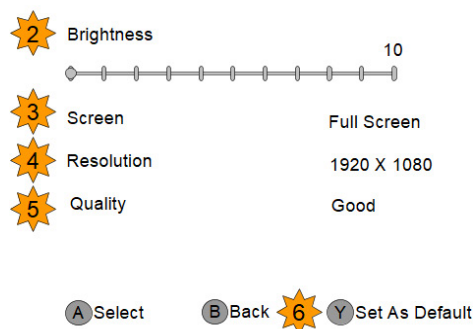 2 Brightness
10
3 Screen Full Screen
4 Resolution 1920 X 1080
5 Quality Good
A Select B Back 6 Y Set As Default